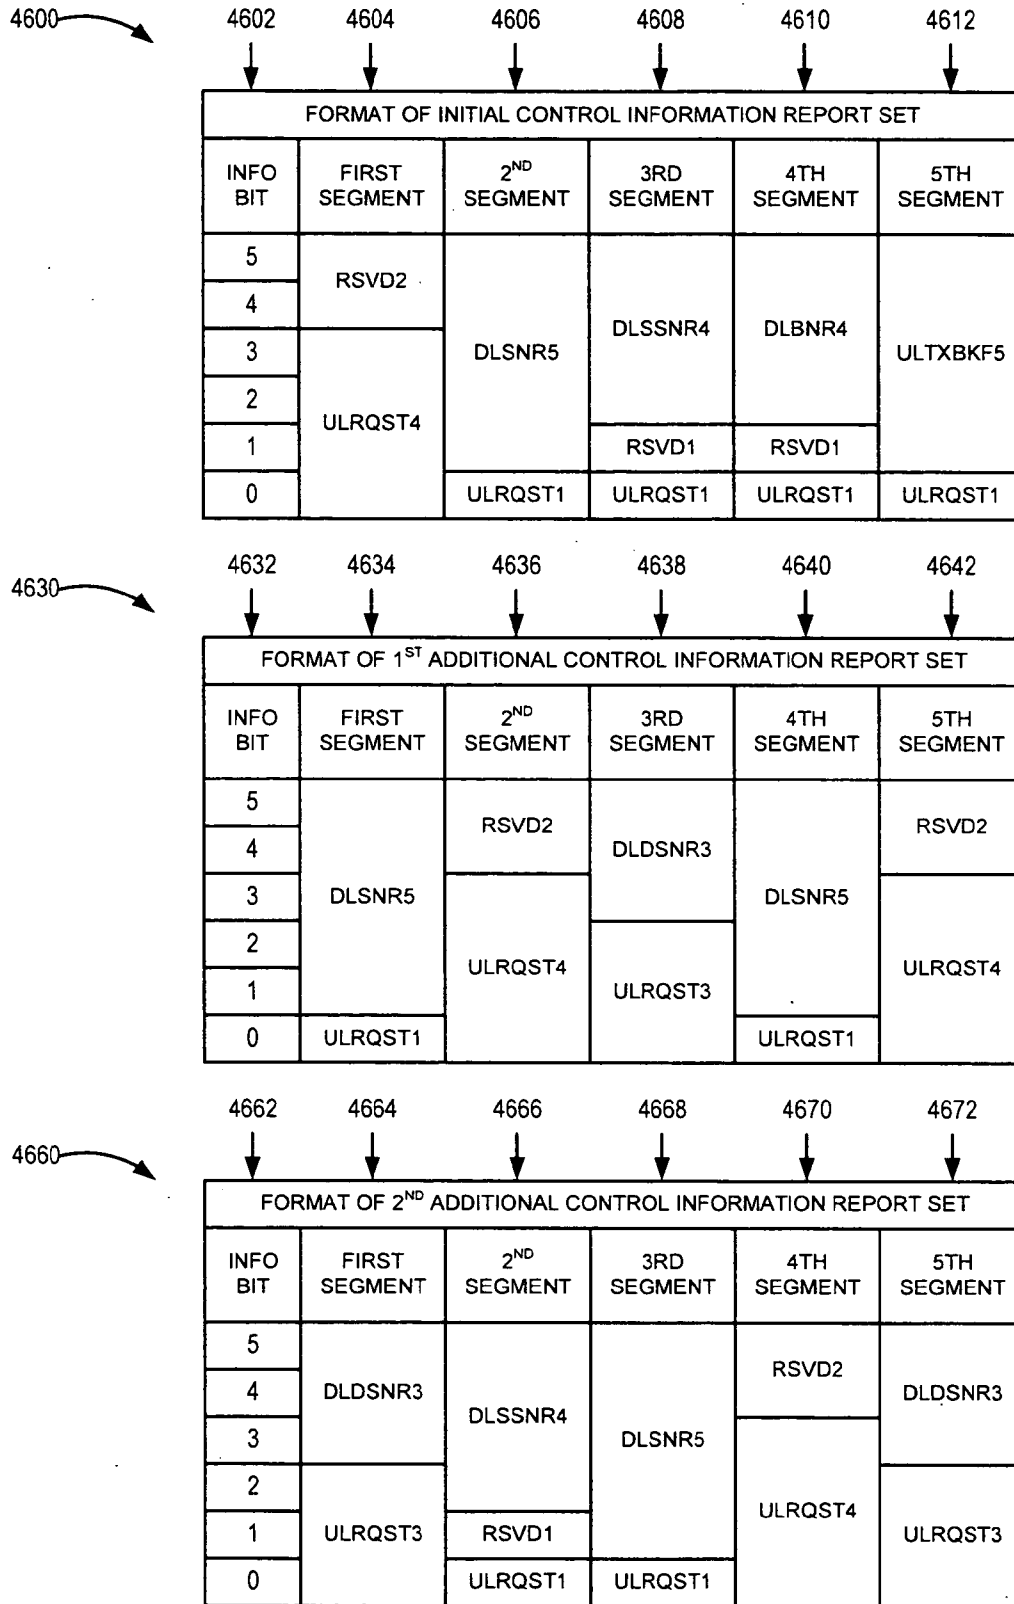 4600 4602 4604 4606 4608 4610 4612
FORMAT OF INITIAL CONTROL INFORMATION REPORT SET
INFO BIT FIRST SEGMENT 2ND SEGMENT 3RD SEGMENT 4TH SEGMENT 5TH SEGMENT
5
4
3
2
1
0
RSVD2
ULRQST4
DLSNR5
ULRQST1
DLSSNR4
RSVD1
ULRQST1
DLBNR4
RSVD1
ULRQST1
ULTXBKF5
ULRQST1
4630 4632 4634 4636 4638 4640 4642
FORMAT OF 1ST ADDITIONAL CONTROL INFORMATION REPORT SET
INFO BIT FIRST SEGMENT 2ND SEGMENT 3RD SEGMENT 4TH SEGMENT 5TH SEGMENT
5
4
3
2
1
0
DLSNR5
ULRQST1
RSVD2
ULRQST4
DLDSNR3
ULRQST3
DLSNR5
ULRQST1
RSVD2
ULRQST4
4660 4662 4664 4666 4668 4670 4672
FORMAT OF 2ND ADDITIONAL CONTROL INFORMATION REPORT SET
INFO BIT FIRST SEGMENT 2ND SEGMENT 3RD SEGMENT 4TH SEGMENT 5TH SEGMENT
5
4
3
2
1
0
DLDSNR3
ULRQST3
DLSSNR4
RSVD1
ULRQST1
DLSNR5
ULRQST1
RSVD2
ULRQST4
DLDSNR3
ULRQST3